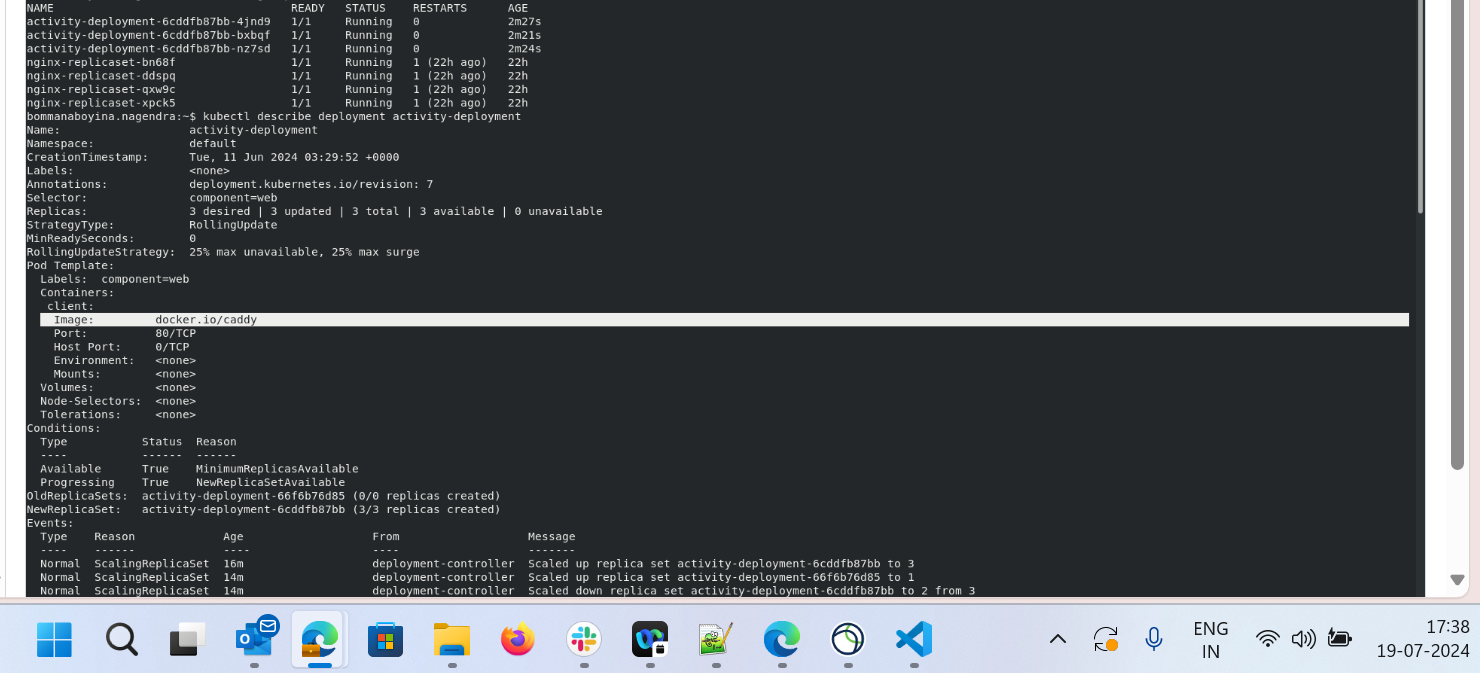 NAME                                   READY   STATUS    RESTARTS      AGE
activity-deployment-6cddfb87bb-4jnd9   1/1     Running   0             2m27s
activity-deployment-6cddfb87bb-bxbqf   1/1     Running   0             2m21s
activity-deployment-6cddfb87bb-nz7sd   1/1     Running   0             2m24s
nginx-replicaset-bn68f                 1/1     Running   1 (22h ago)   22h
nginx-replicaset-ddspq                 1/1     Running   1 (22h ago)   22h
nginx-replicaset-qxw9c                 1/1     Running   1 (22h ago)   22h
nginx-replicaset-xpck5                 1/1     Running   1 (22h ago)   22h
bommanaboyina.nagendra:~$ kubectl describe deployment activity-deployment
Name:                   activity-deployment
Namespace:              default
CreationTimestamp:      Tue, 11 Jun 2024 03:29:52 +0000
Labels:                 <none>
Annotations:            deployment.kubernetes.io/revision: 7
Selector:               component=web
Replicas:               3 desired | 3 updated | 3 total | 3 available | 0 unavailable
StrategyType:           RollingUpdate
MinReadySeconds:        0
RollingUpdateStrategy:  25% max unavailable, 25% max surge
Pod Template:
  Labels:  component=web
  Containers:
   client:
    Image:         docker.io/caddy
    Port:          80/TCP
    Host Port:     0/TCP
    Environment:   <none>
    Mounts:        <none>
  Volumes:         <none>
  Node-Selectors:  <none>
  Tolerations:     <none>
Conditions:
  Type           Status  Reason
  ----           ------  ------
  Available      True    MinimumReplicasAvailable
  Progressing    True    NewReplicaSetAvailable
OldReplicaSets:  activity-deployment-66f6b76d85 (0/0 replicas created)
NewReplicaSet:   activity-deployment-6cddfb87bb (3/3 replicas created)
Events:
  Type    Reason             Age                   From                   Message
  ----    ------             ----                  ----                   -------
  Normal  ScalingReplicaSet  16m                   deployment-controller  Scaled up replica set activity-deployment-6cddfb87bb to 3
  Normal  ScalingReplicaSet  14m                   deployment-controller  Scaled up replica set activity-deployment-66f6b76d85 to 1
  Normal  ScalingReplicaSet  14m                   deployment-controller  Scaled down replica set activity-deployment-6cddfb87bb to 2 from 3
ENG
IN
17:38
19-07-2024